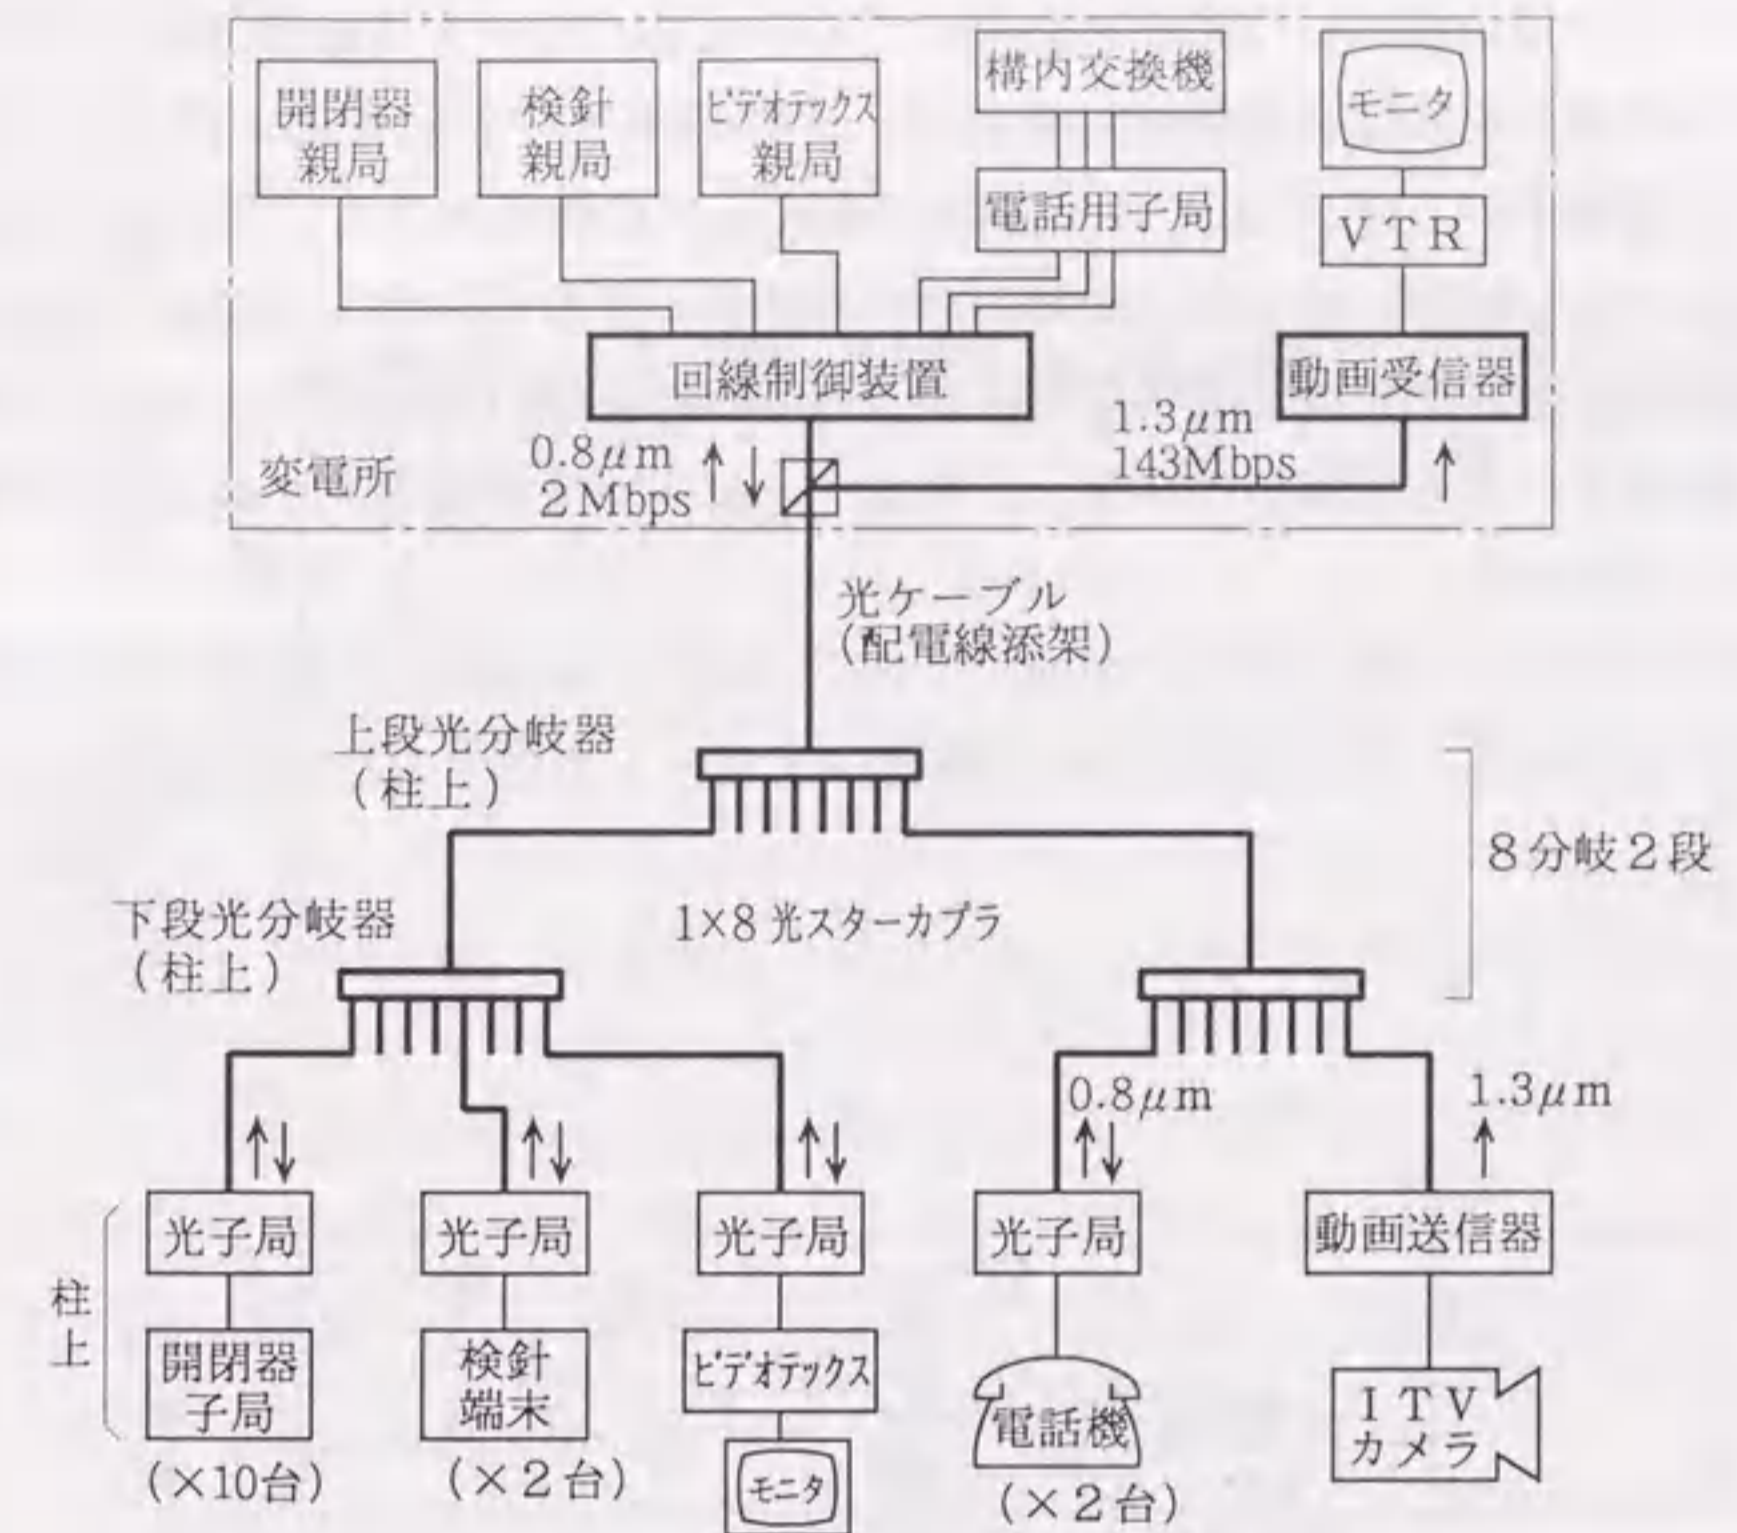 開閉器
親局
検針
親局
ビデオテックス
親局
構内交換機
電話用子局
モニタ
VTR
回線制御装置
動画受信器
変電所
0.8μm
2Mbps
1.3μm
143Mbps
光ケーブル
(配電線添架)
上段光分岐器
(柱上)
8分岐2段
下段光分岐器
(柱上)
1×8光スターカプラ
0.8μm
1.3μm
柱上
光子局
光子局
光子局
光子局
動画送信器
開閉器
子局
(×10台)
検針
端末
(×2台)
ビデオテックス
モニタ
電話機
(×2台)
ITV
カメラ